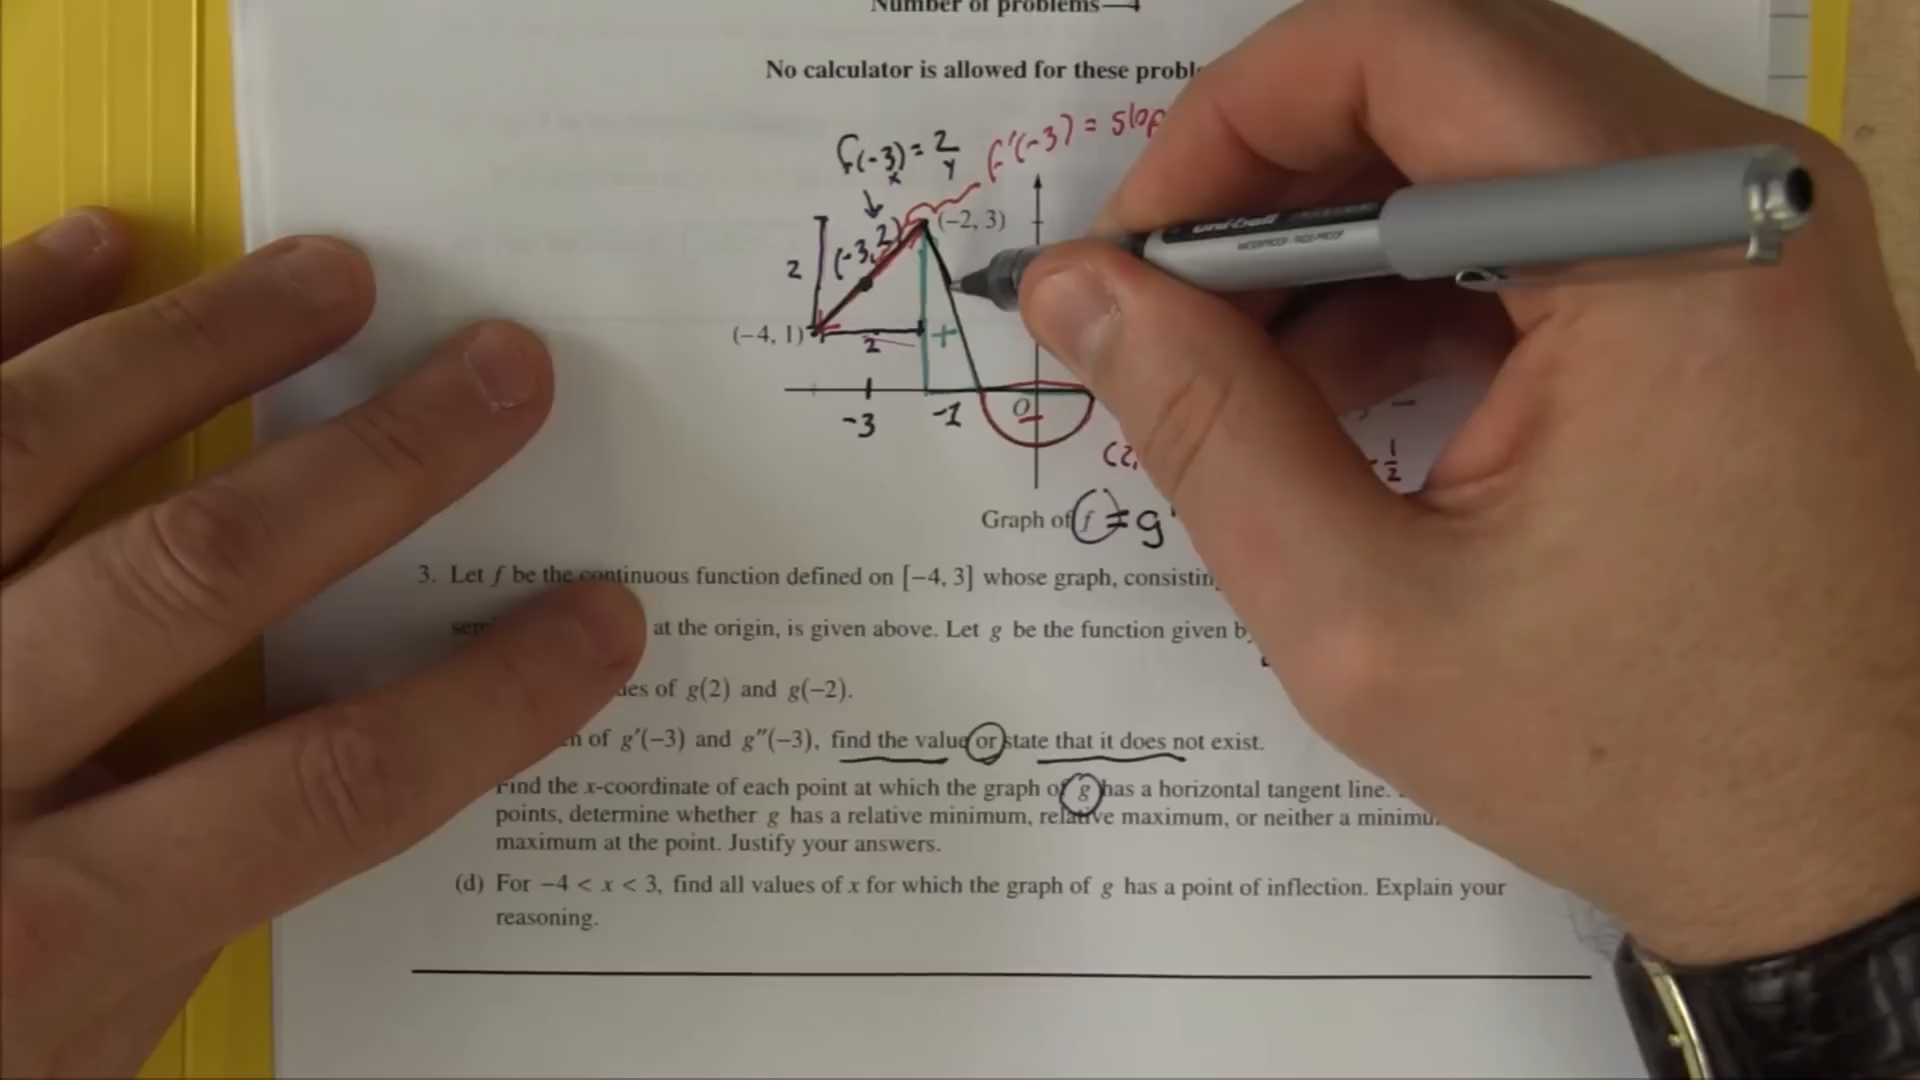 Number of problems—4
No calculator is allowed for these
f(-3) = 2
x y
f'(-3) =
(−2, 3)
2
(-3, 2)
(−4, 1)
2
+
-3
-1
O
(2,
1/2
Graph of f = g'
3. Let f be the continuous function defined on [−4, 3] whose graph,
at the origin, is given above. Let g be the function given
of g(2) and g(−2).
of g′(−3) and g″(−3), find the value or state that it does not exist.
Find the x-coordinate of each point at which the graph of g has a horizontal tangent line.
points, determine whether g has a relative minimum, relative maximum, or neither a
maximum at the point. Justify your answers.
(d) For −4 < x < 3, find all values of x for which the graph of g has a point of inflection. Explain your
reasoning.
uni-ball